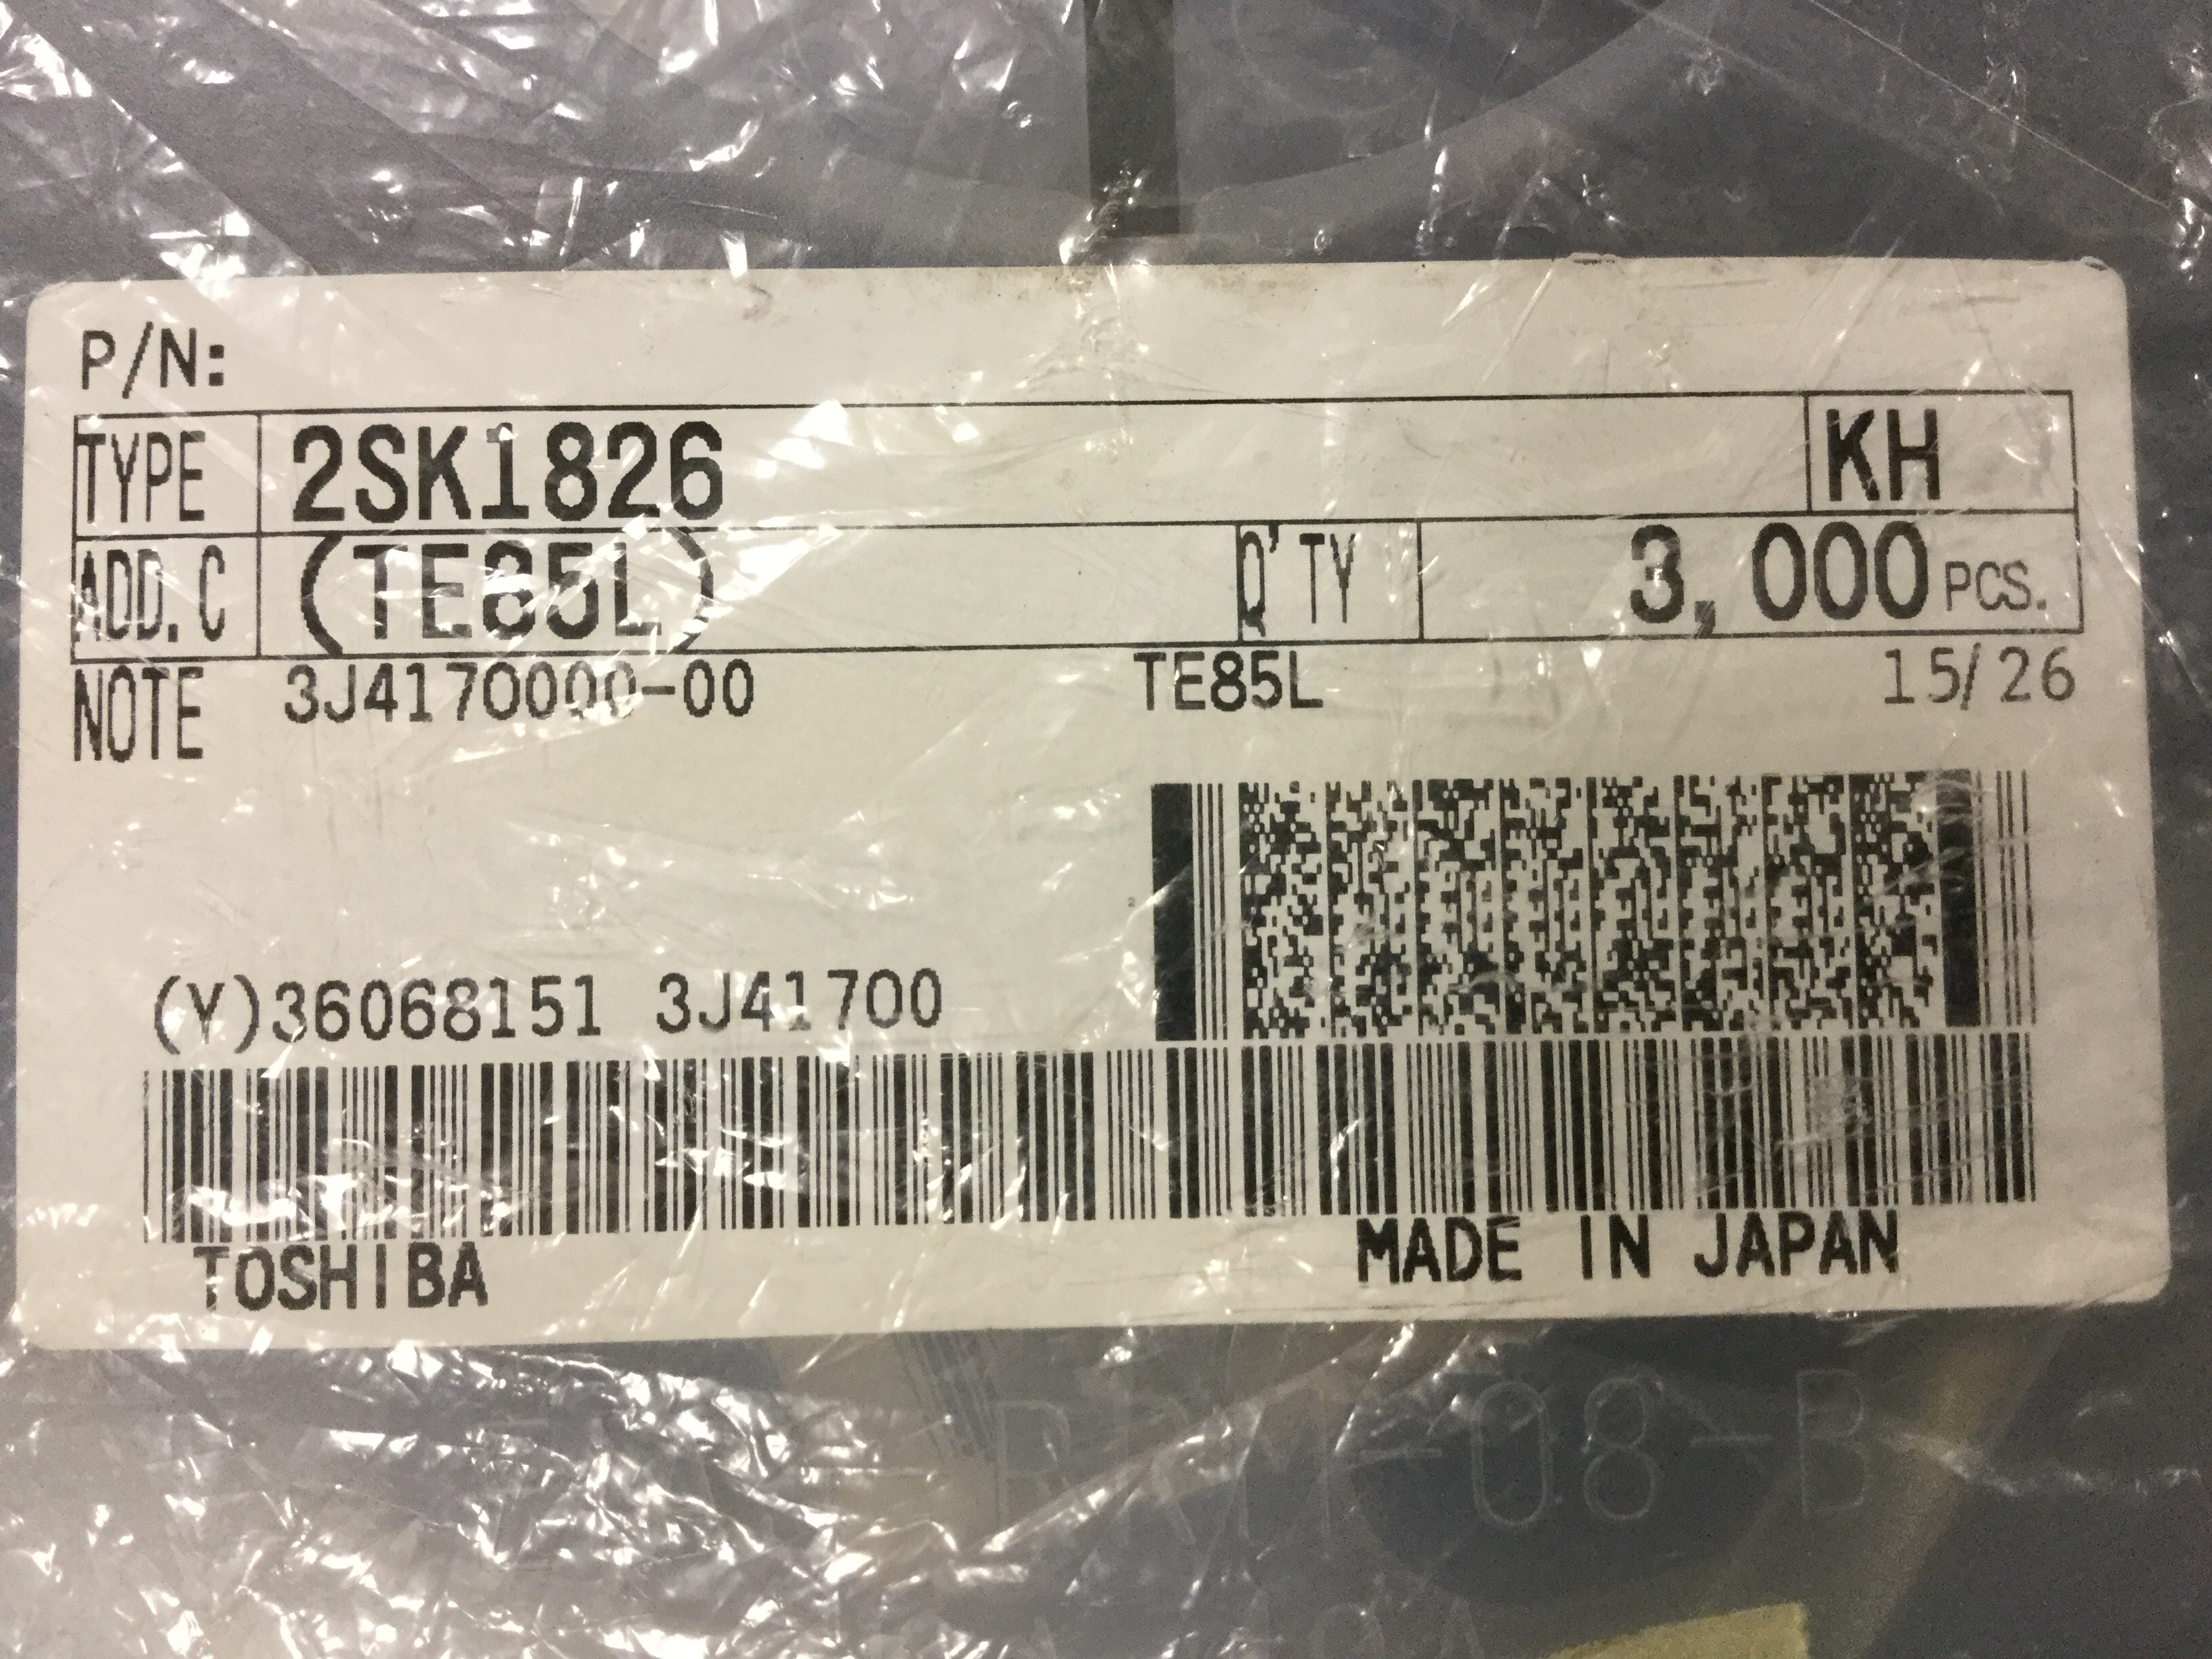 P/N:
TYPE 2SK1826 KH
ADD.C (TE85L) Q'TY 3,000 PCS.
NOTE 3J4170000-00 TE85L 15/26
(Y)36068151 3J41700
TOSHIBA MADE IN JAPAN